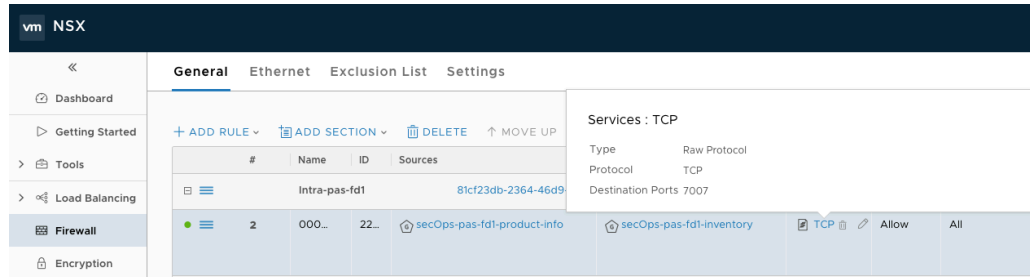 vm NSX
General Ethernet Exclusion List Settings
Dashboard
Getting Started
Tools
Load Balancing
Firewall
Encryption
+ ADD RULE ADD SECTION DELETE ↑ MOVE UP
# Name ID Sources
Intra-pas-fd1 81cf23db-2364-46d9-
2 000... 22... secOps-pas-fd1-product-info secOps-pas-fd1-inventory TCP Allow All
Services : TCP
Type Raw Protocol
Protocol TCP
Destination Ports 7007